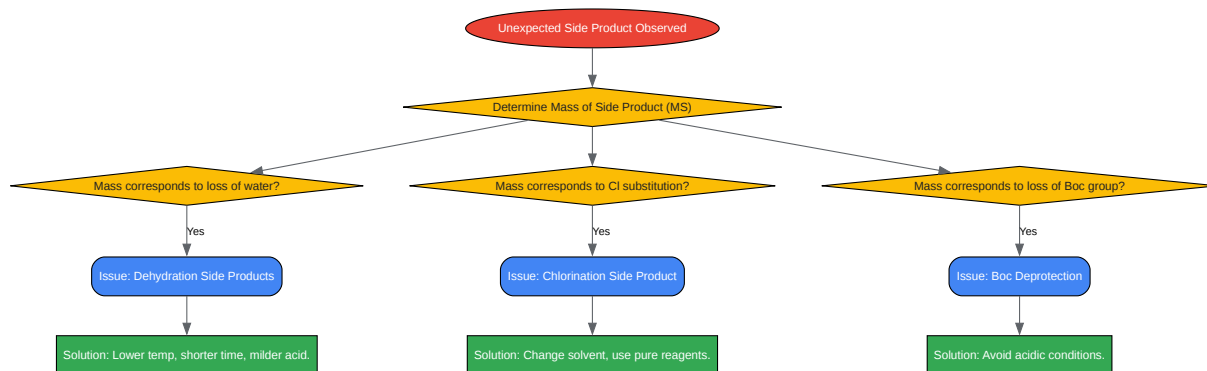 Unexpected Side Product Observed
Determine Mass of Side Product (MS)
Mass corresponds to loss of water?
Mass corresponds to Cl substitution?
Mass corresponds to loss of Boc group?
Yes
Yes
Yes
Issue: Dehydration Side Products
Issue: Chlorination Side Product
Issue: Boc Deprotection
Solution: Lower temp, shorter time, milder acid.
Solution: Change solvent, use pure reagents.
Solution: Avoid acidic conditions.